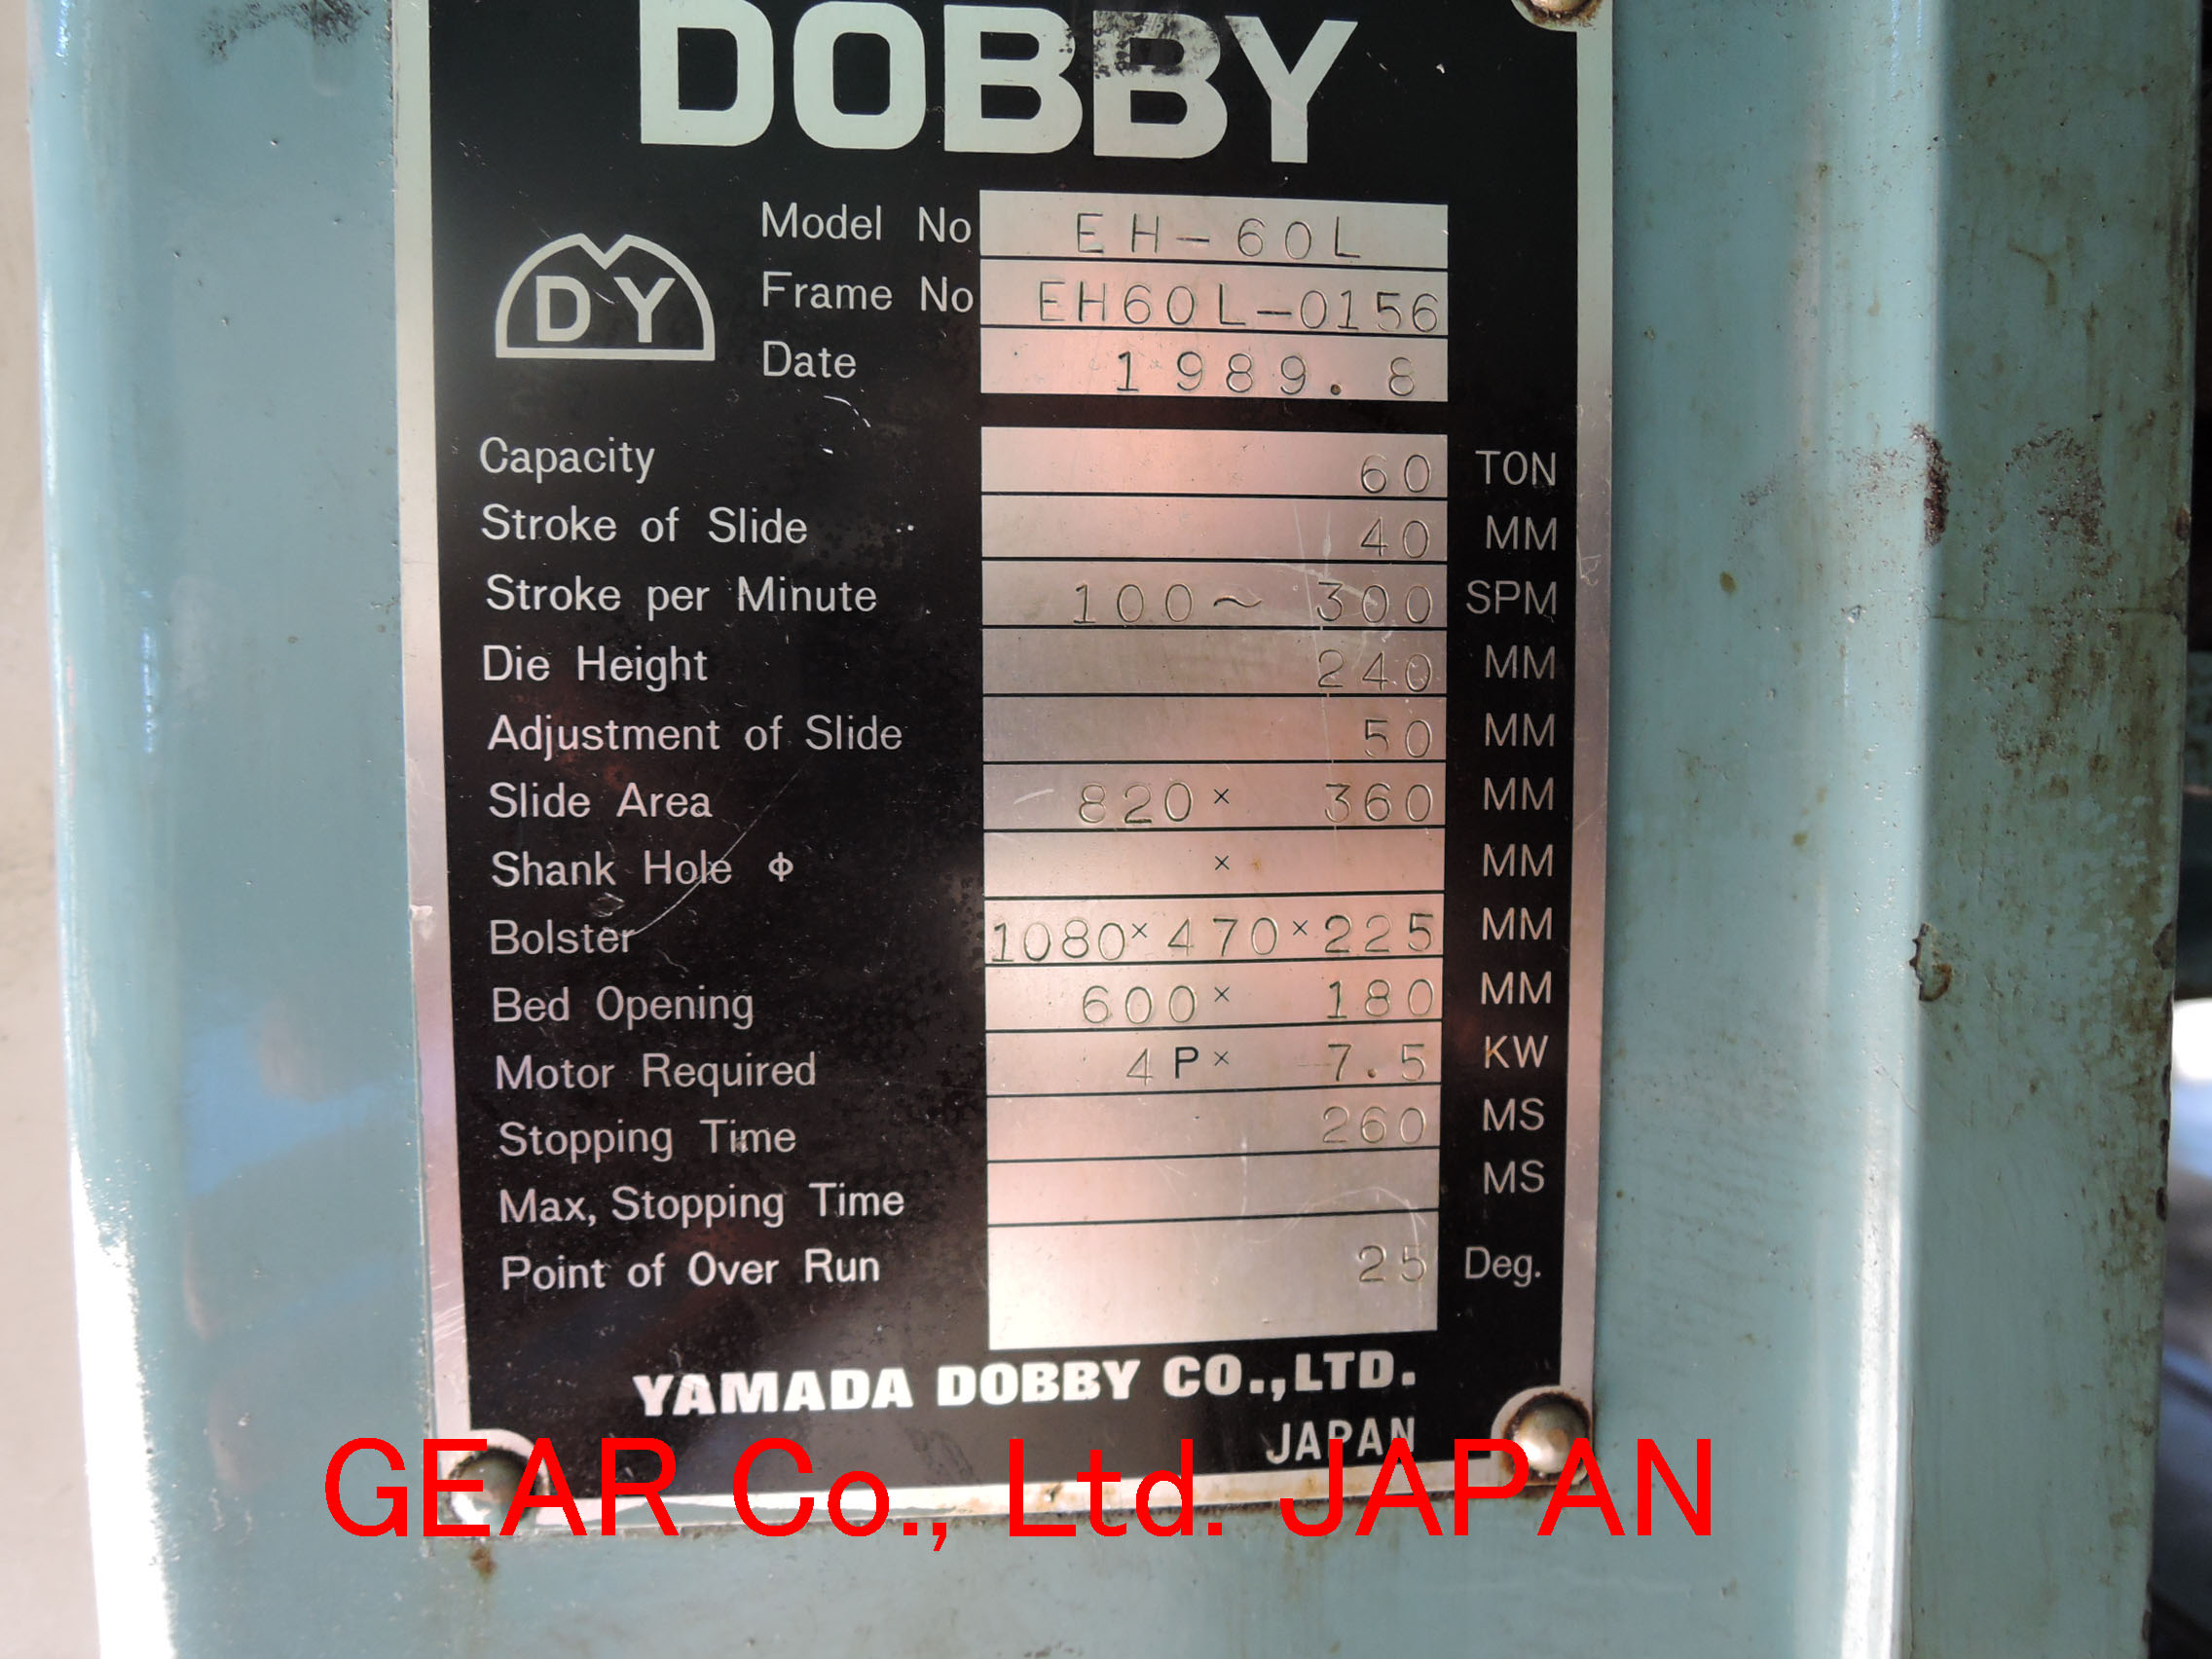 DOBBY
DY
Model No EH-60L
Frame No EH60L-0156
Date 1989. 8
Capacity 60 TON
Stroke of Slide 40 MM
Stroke per Minute 100~ 300 SPM
Die Height 240 MM
Adjustment of Slide 50 MM
Slide Area 820× 360 MM
Shank Hole Φ × MM
Bolster 1080×470×225 MM
Bed Opening 600× 180 MM
Motor Required 4P× 7.5 KW
Stopping Time 260 MS
Max, Stopping Time MS
Point of Over Run 25 Deg.
YAMADA DOBBY CO.,LTD.
JAPAN
GEAR Co., Ltd. JAPAN